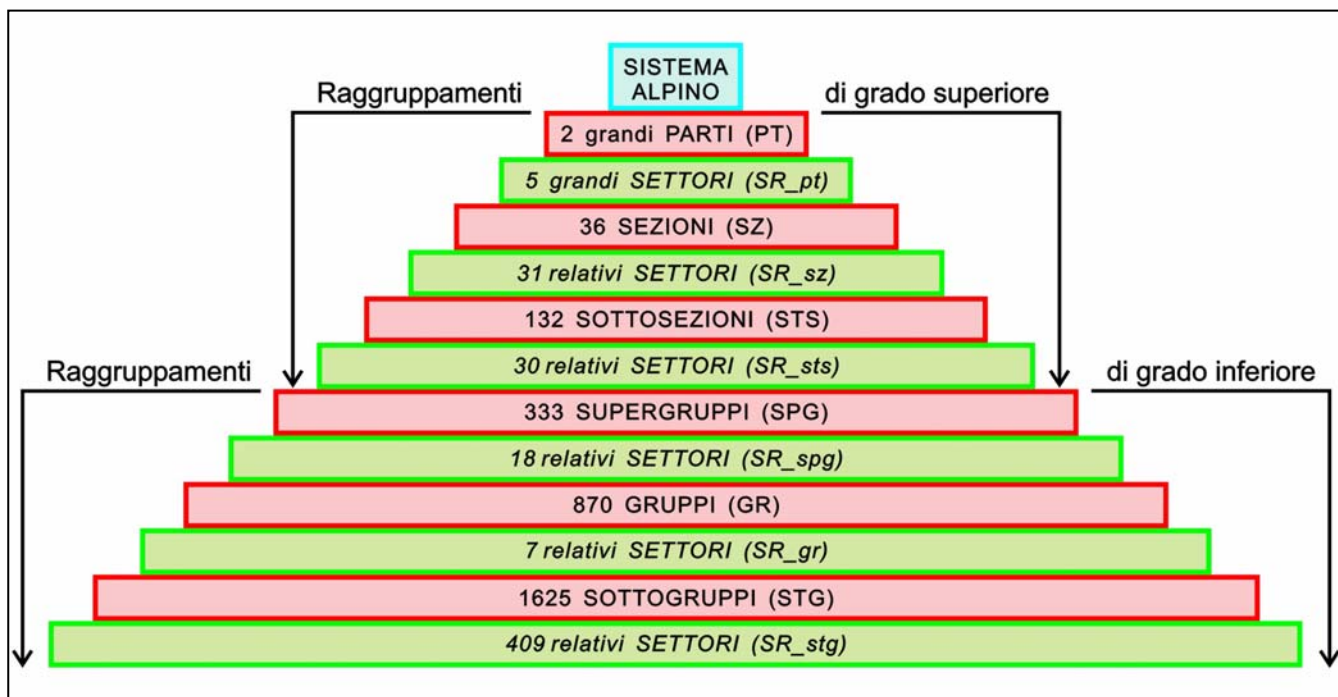 SISTEMA
ALPINO
Raggruppamenti
di grado superiore
2 grandi PARTI (PT)
5 grandi SETTORI (SR_pt)
36 SEZIONI (SZ)
31 relativi SETTORI (SR_sz)
132 SOTTOSEZIONI (STS)
30 relativi SETTORI (SR_sts)
Raggruppamenti
di grado inferiore
333 SUPERGRUPPI (SPG)
18 relativi SETTORI (SR_spg)
870 GRUPPI (GR)
7 relativi SETTORI (SR_gr)
1625 SOTTOGRUPPI (STG)
409 relativi SETTORI (SR_stg)